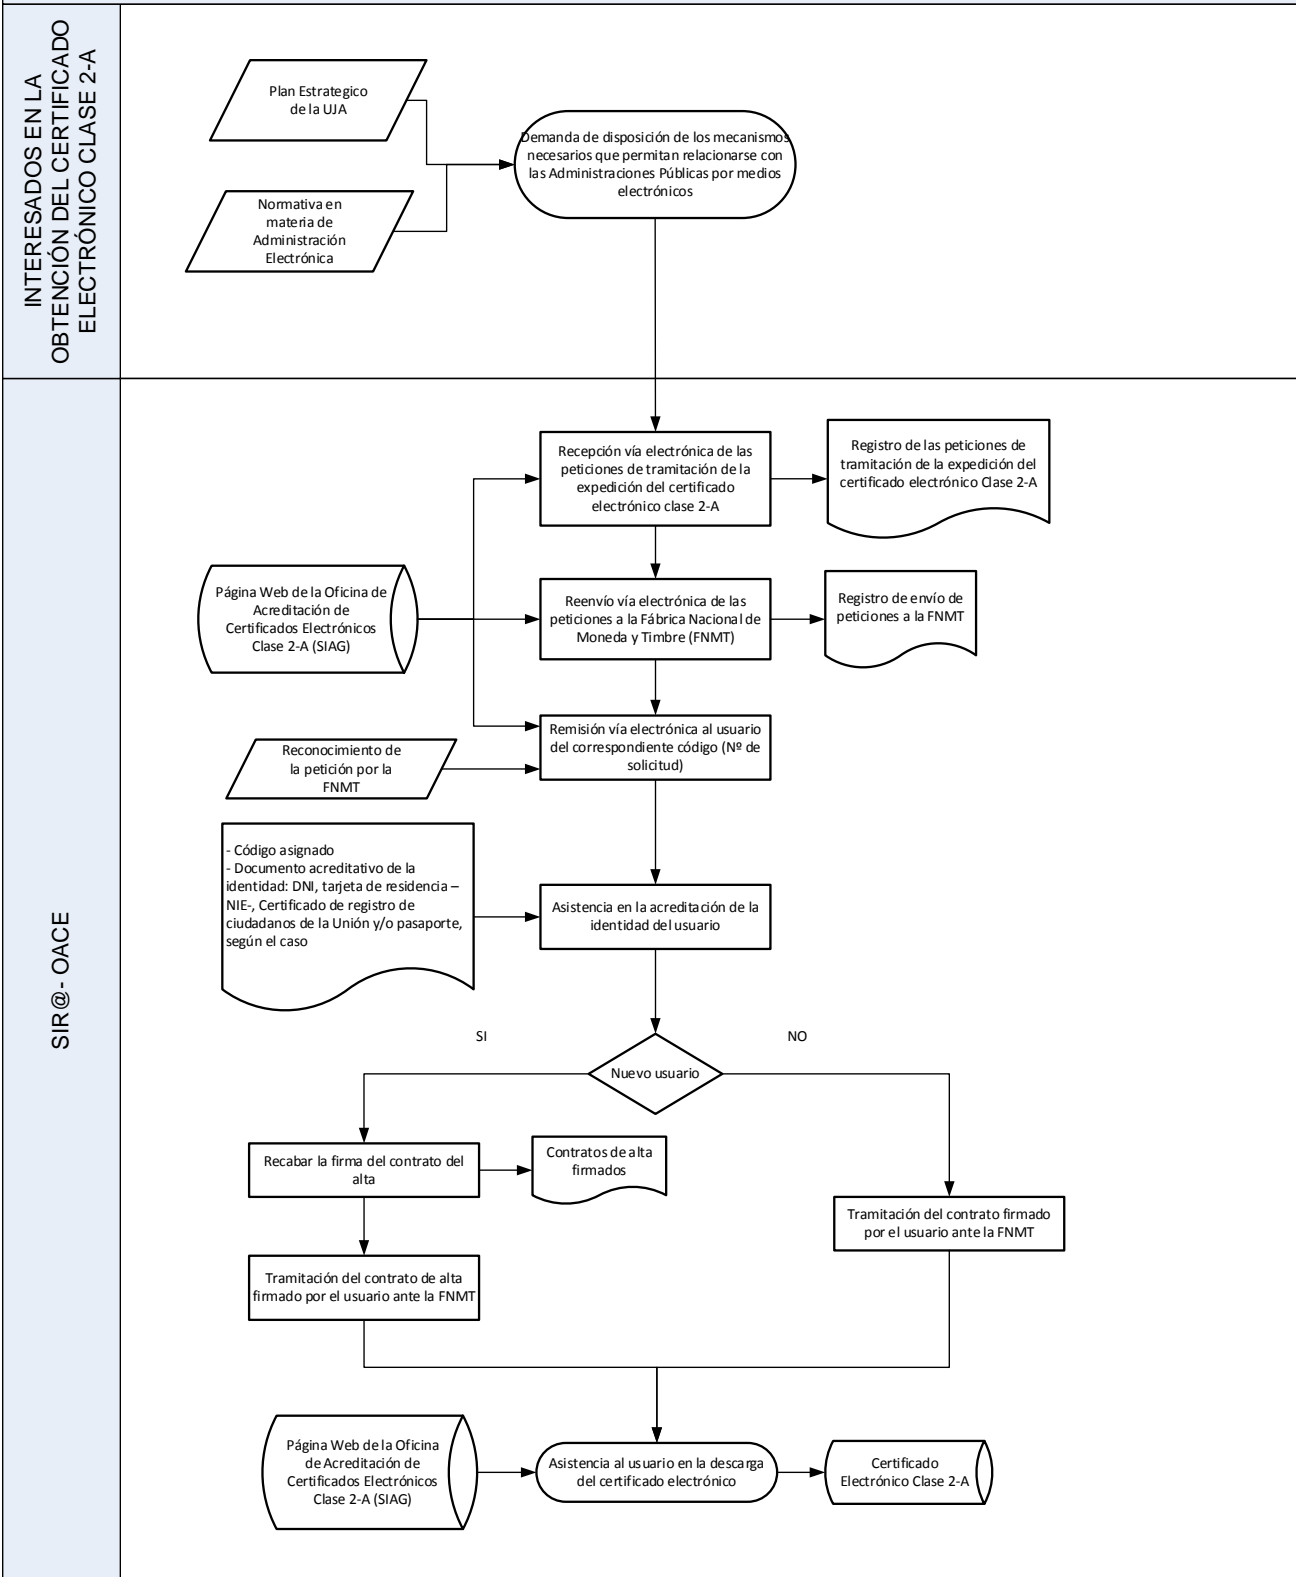 INTERESADOS EN LA
OBTENCIÓN DEL CERTIFICADO
ELECTRÓNICO CLASE 2-A
Plan Estrategico
de la UJA
Normativa en
materia de
Administración
Electrónica
Demanda de disposición de los mecanismos
necesarios que permitan relacionarse con
las Administraciones Públicas por medios
electrónicos
SIR@- OACE
Recepción vía electrónica de las
peticiones de tramitación de la
expedición del certificado
electrónico clase 2-A
Registro de las peticiones de
tramitación de la expedición del
certificado electrónico Clase 2-A
Página Web de la Oficina de
Acreditación de
Certificados Electrónicos
Clase 2-A (SIAG)
Reenvío vía electrónica de las
peticiones a la Fábrica Nacional de
Moneda y Timbre (FNMT)
Registro de envío de
peticiones a la FNMT
Remisión vía electrónica al usuario
del correspondiente código (Nº de
solicitud)
Reconocimiento de
la petición por la
FNMT
- Código asignado
- Documento acreditativo de la
identidad: DNI, tarjeta de residencia –
NIE-, Certificado de registro de
ciudadanos de la Unión y/o pasaporte,
según el caso
Asistencia en la acreditación de la
identidad del usuario
SI
NO
Nuevo usuario
Recabar la firma del contrato del
alta
Contratos de alta
firmados
Tramitación del contrato firmado
por el usuario ante la FNMT
Tramitación del contrato de alta
firmado por el usuario ante la FNMT
Página Web de la Oficina
de Acreditación de
Certificados Electrónicos
Clase 2-A (SIAG)
Asistencia al usuario en la descarga
del certificado electrónico
Certificado
Electrónico Clase 2-A